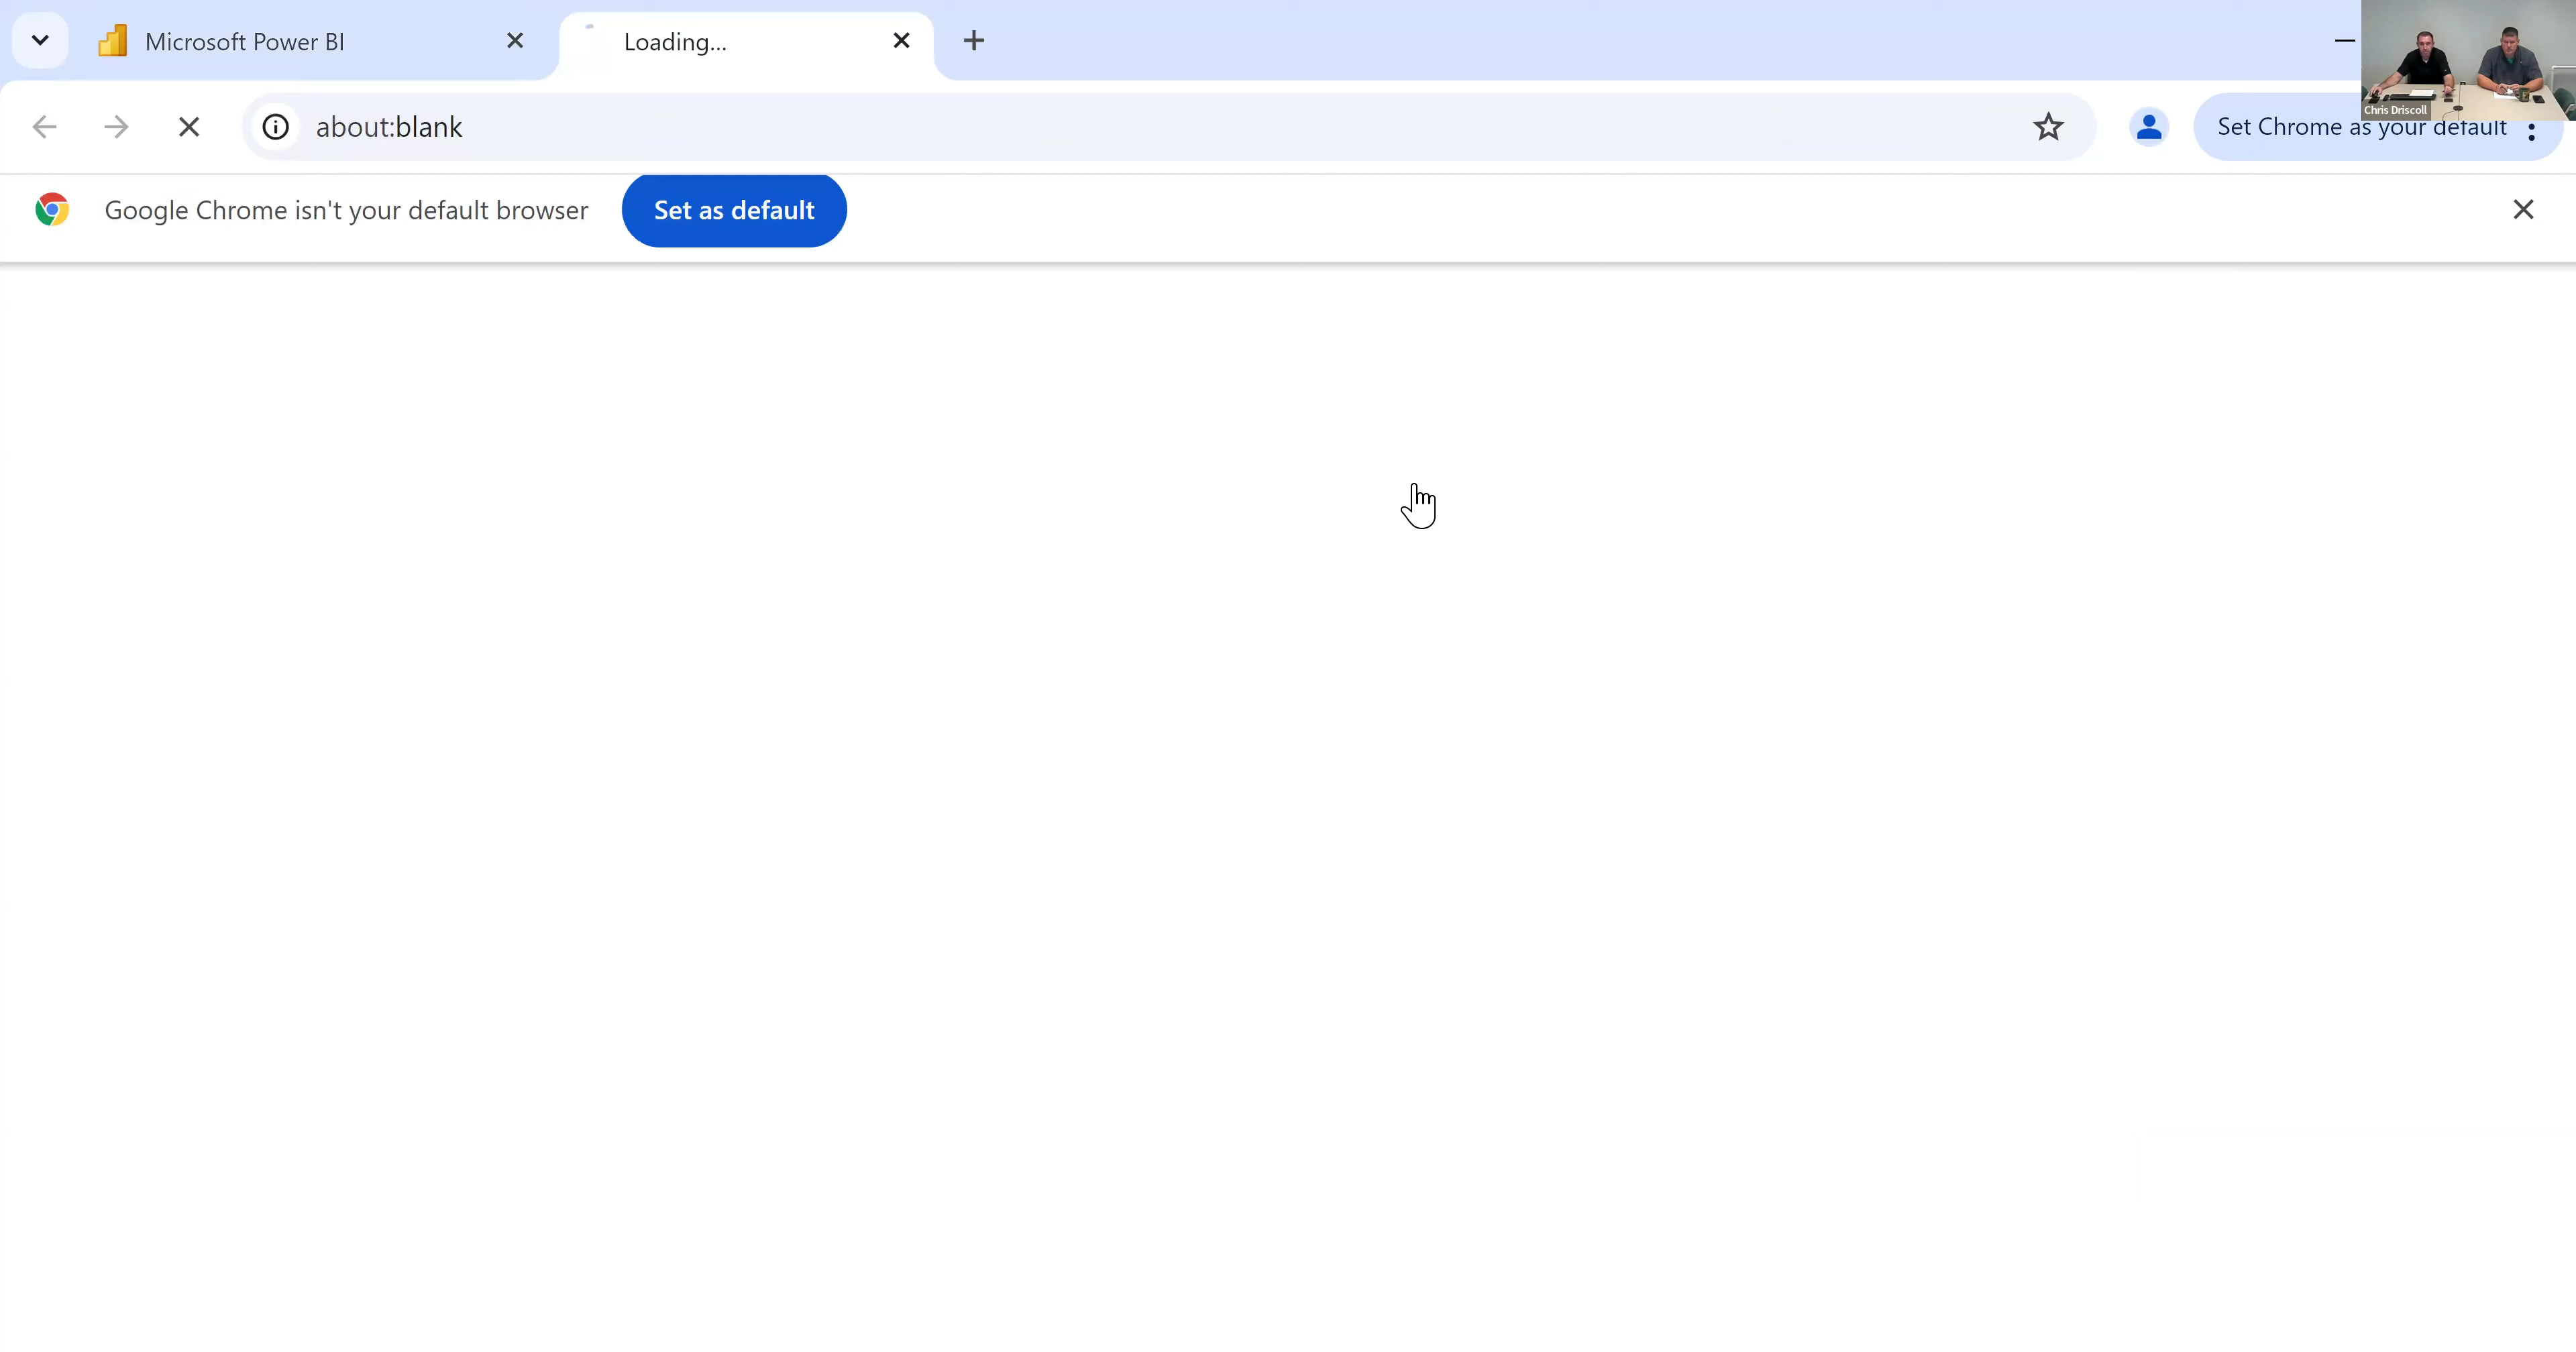 Microsoft Power BI
Loading...
about:blank
Set Chrome as your default
Chris Driscoll
Google Chrome isn't your default browser
Set as default